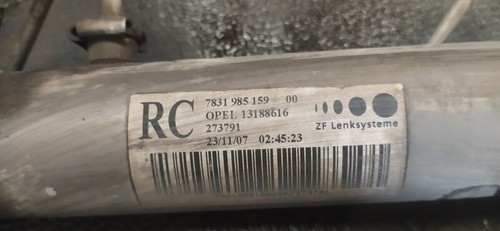 RC
7831 985 159 00
OPEL 13188616
273791
23/11/07 02:45:23
ZF Lenksysteme